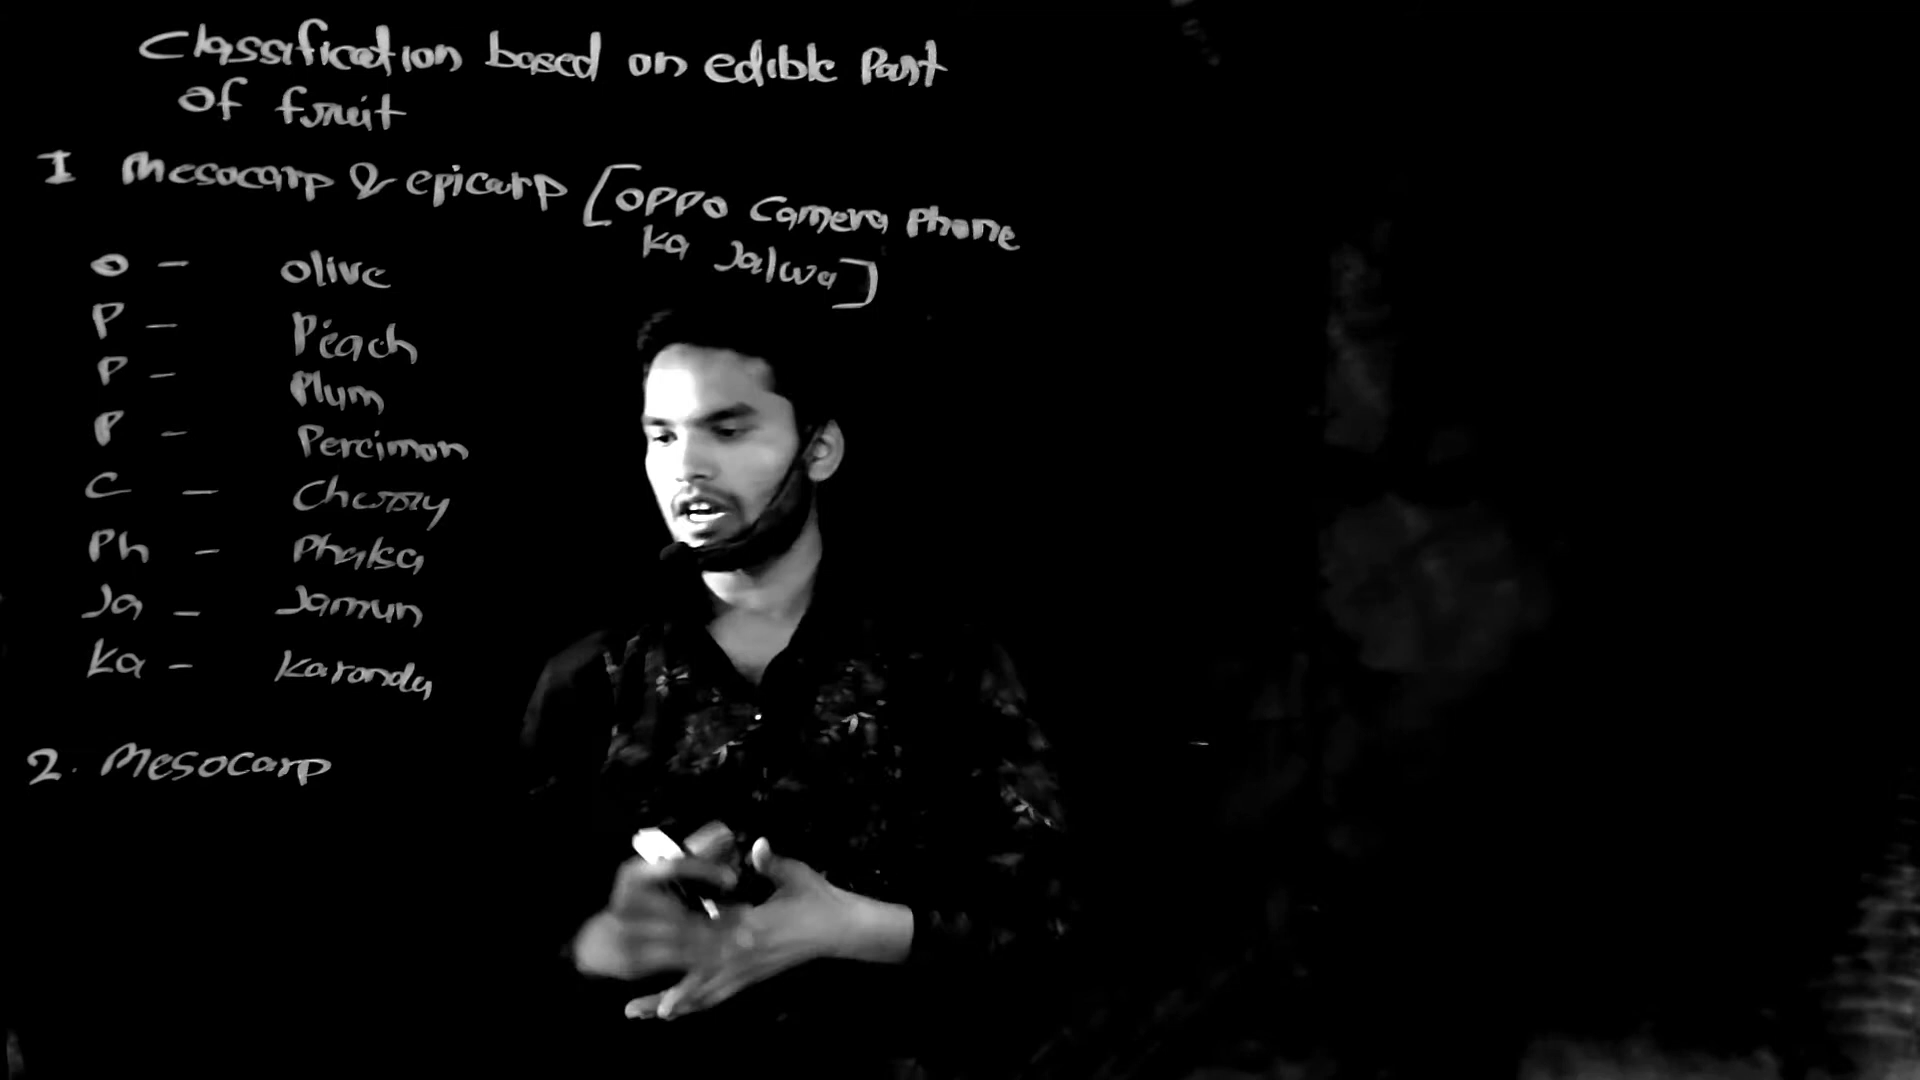 Classification based on edible Part
of fruit
I Mesocarp & epicarp [OPPO Camera Phone
Ka Jalwa]
O - Olive
P - Peach
P - Plum
P - Percimon
C - Cherry
Ph - Phalsa
Ja - Jamun
Ka - Karonda
2. Mesocarp